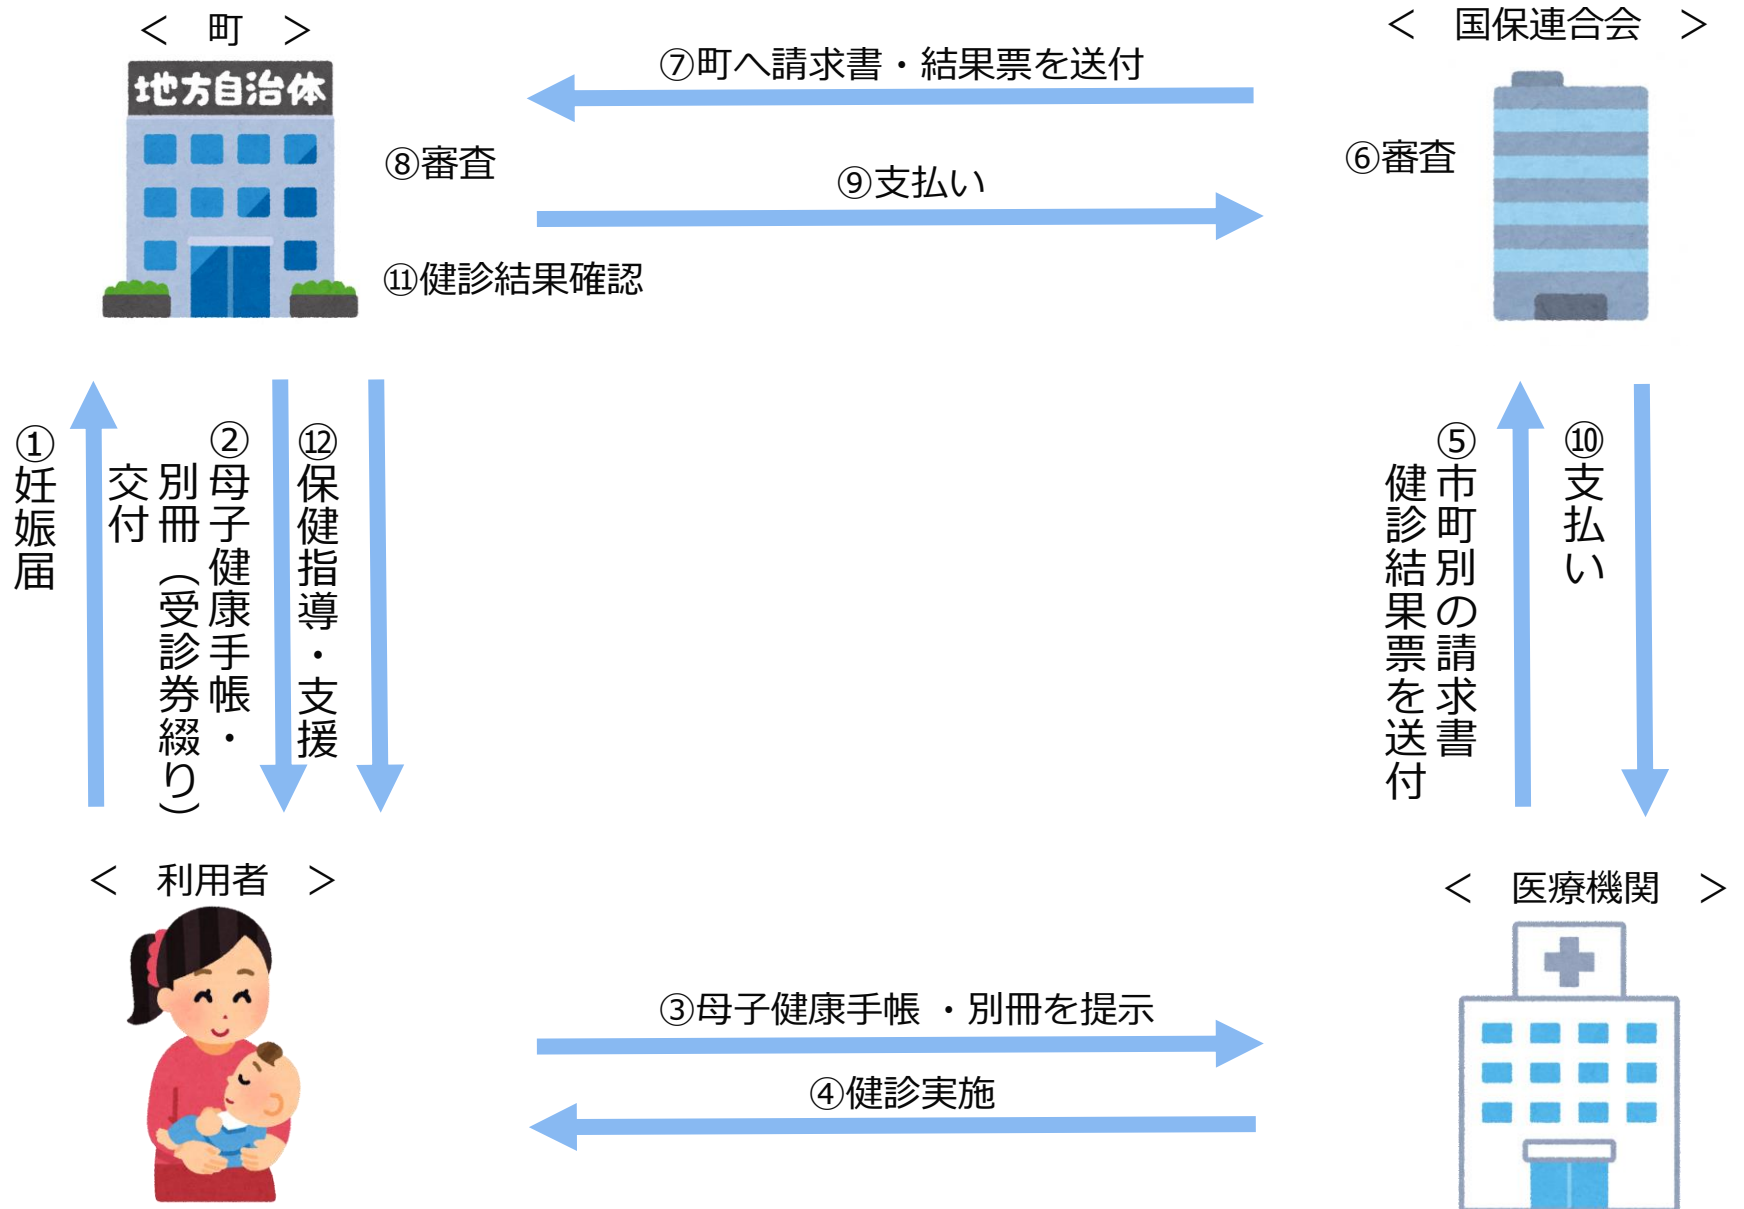 ＜　町　＞
地方自治体
⑦町へ請求書・結果票を送付
＜　国保連合会　＞
⑧審査
⑨支払い
⑥審査
⑪健診結果確認
①妊娠届
②母子健康手帳・
別冊（受診券綴り）
交付
⑫保健指導・支援
⑤市町別の請求書
健診結果票を送付
⑩支払い
＜　利用者　＞
＜　医療機関　＞
③母子健康手帳 ・別冊を提示
④健診実施